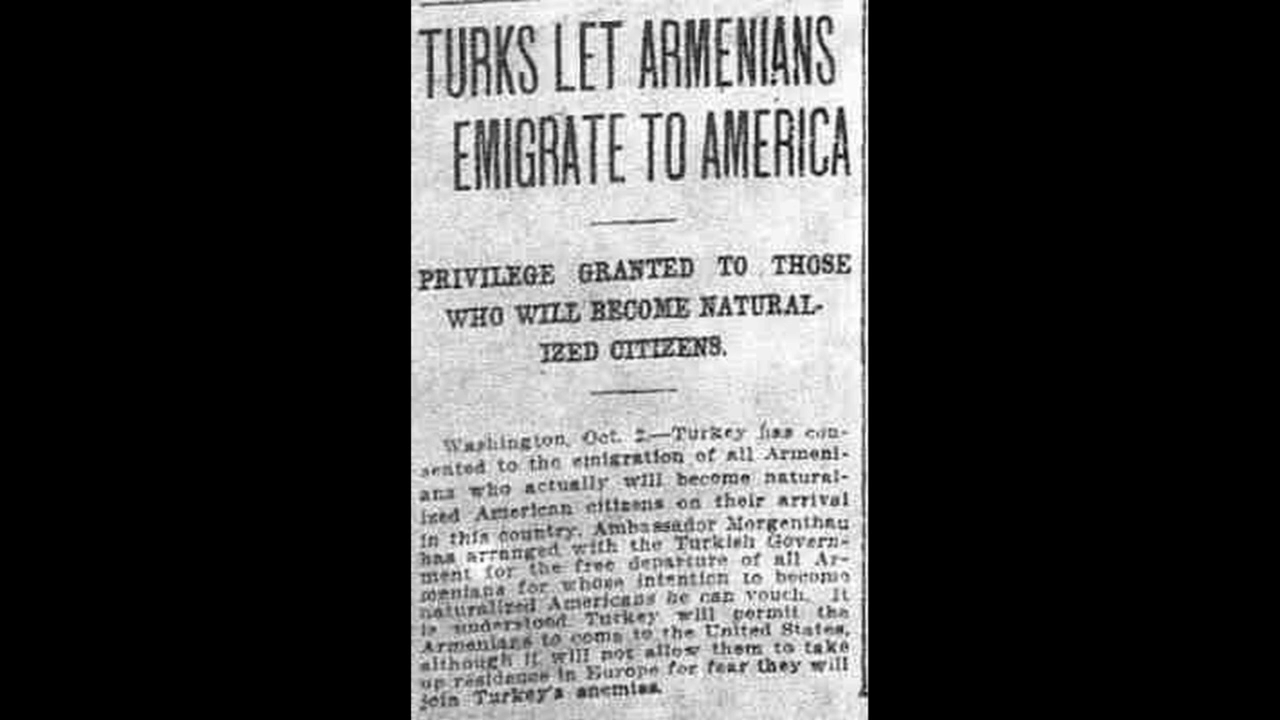 TURKS LET ARMENIANS
EMIGRATE TO AMERICA
PRIVILEGE GRANTED TO THOSE
WHO WILL BECOME NATURAL-
IZED CITIZENS.
Washington, Oct. 2.—Turkey has con-
sented to the emigration of all Armeni-
ans who actually will become natural-
ized American citizens on their arrival
in this country. Ambassador Morgenthau
has arranged with the Turkish Govern-
ment for the free departure of all Ar-
menians for whose intention to become
naturalized Americans he can vouch. It
is understood Turkey will permit the
Armenians to come to the United States,
although it will not allow them to take
up residence in Europe for fear they will
join Turkey's anemies.